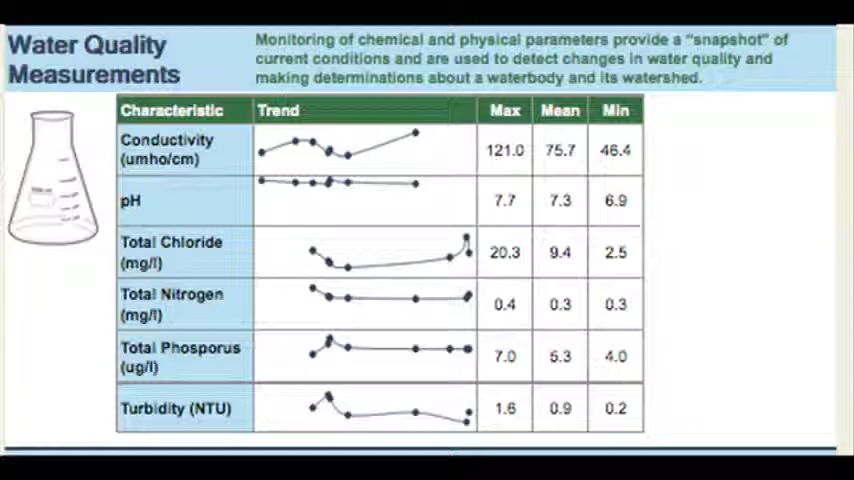 Water Quality
Measurements
Monitoring of chemical and physical parameters provide a “snapshot” of
current conditions and are used to detect changes in water quality and
making determinations about a waterbody and its watershed.
Characteristic Trend Max Mean Min
Conductivity
(umho/cm) 121.0 75.7 46.4
pH 7.7 7.3 6.9
Total Chloride
(mg/l) 20.3 9.4 2.5
Total Nitrogen
(mg/l) 0.4 0.3 0.3
Total Phosporus
(ug/l) 7.0 5.3 4.0
Turbidity (NTU) 1.6 0.9 0.2